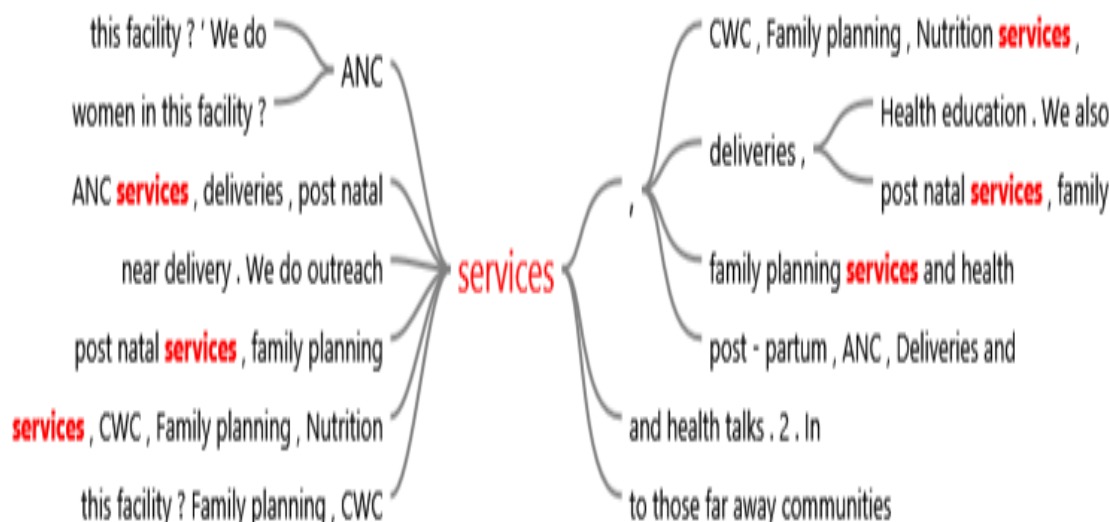 this facility ? ' We do
women in this facility ?
ANC
ANC services , deliveries , post natal
near delivery . We do outreach
post natal services , family planning
services , CWC , Family planning , Nutrition
this facility ? Family planning , CWC
services
,
CWC , Family planning , Nutrition services ,
deliveries ,
Health education . We also
post natal services , family
family planning services and health
post - partum , ANC , Deliveries and
and health talks . 2 . In
to those far away communities